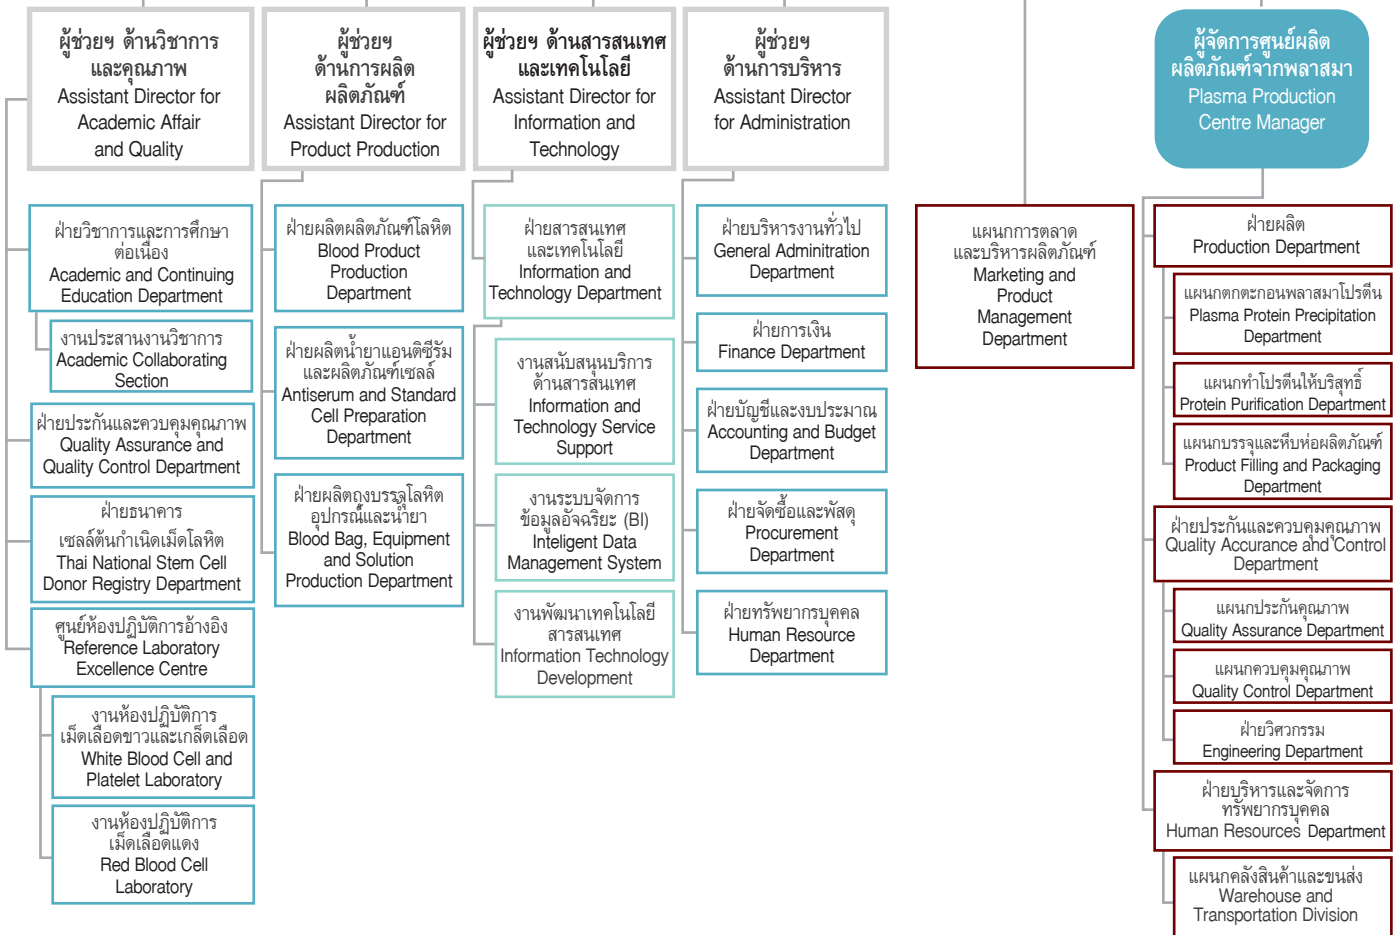 ผู้ช่วยฯ ด้านวิชาการ
และคุณภาพ
Assistant Director for
Academic Affair
and Quality
ฝ่ายวิชาการและการศึกษา
ต่อเนื่อง
Academic and Continuing
Education Department
งานประสานงานวิชาการ
Academic Collaborating
Section
ฝ่ายประกันและควบคุมคุณภาพ
Quality Assurance and
Quality Control Department
ฝ่ายธนาคาร
เซลล์ต้นกำเนิดเม็ดโลหิต
Thai National Stem Cell
Donor Registry Department
ศูนย์ห้องปฏิบัติการอ้างอิง
Reference Laboratory
Excellence Centre
งานห้องปฏิบัติการ
เม็ดเลือดขาวและเกล็ดเลือด
White Blood Cell and
Platelet Laboratory
งานห้องปฏิบัติการ
เม็ดเลือดแดง
Red Blood Cell
Laboratory
ผู้ช่วยฯ
ด้านการผลิต
ผลิตภัณฑ์
Assistant Director for
Product Production
ฝ่ายผลิตผลิตภัณฑ์โลหิต
Blood Product
Production
Department
ฝ่ายผลิตน้ำยาแอนติซีรัม
และผลิตภัณฑ์เซลล์
Antiserum and Standard
Cell Preparation
Department
ฝ่ายผลิตถุงบรรจุโลหิต
อุปกรณ์และน้ำยา
Blood Bag, Equipment
and Solution
Production Department
ผู้ช่วยฯ ด้านสารสนเทศ
และเทคโนโลยี
Assistant Director for
Information and
Technology
ฝ่ายสารสนเทศ
และเทคโนโลยี
Information and
Technology Department
งานสนับสนุนบริการ
ด้านสารสนเทศ
Information and
Technology Service
Support
งานระบบจัดการ
ข้อมูลอัจฉริยะ (BI)
Inteligent Data
Management System
งานพัฒนาเทคโนโลยี
สารสนเทศ
Information Technology
Development
ผู้ช่วยฯ
ด้านการบริหาร
Assistant Director
for Administration
ฝ่ายบริหารงานทั่วไป
General Adminitration
Department
ฝ่ายการเงิน
Finance Department
ฝ่ายบัญชีและงบประมาณ
Accounting and Budget
Department
ฝ่ายจัดซื้อและพัสดุ
Procurement
Department
ฝ่ายทรัพยากรบุคคล
Human Resource
Department
แผนกการตลาด
และบริหารผลิตภัณฑ์
Marketing and
Product
Management
Department
ผู้จัดการศูนย์ผลิต
ผลิตภัณฑ์จากพลาสมา
Plasma Production
Centre Manager
ฝ่ายผลิต
Production Department
แผนกตกตะกอนพลาสมาโปรตีน
Plasma Protein Precipitation
Department
แผนกทำโปรตีนให้บริสุทธิ์
Protein Purification Department
แผนกบรรจุและหีบห่อผลิตภัณฑ์
Product Filling and Packaging
Department
ฝ่ายประกันและควบคุมคุณภาพ
Quality Accurance and Control
Department
แผนกประกันคุณภาพ
Quality Assurance Department
แผนกควบคุมคุณภาพ
Quality Control Department
ฝ่ายวิศวกรรม
Engineering Department
ฝ่ายบริหารและจัดการ
ทรัพยากรบุคคล
Human Resources Department
แผนกคลังสินค้าและขนส่ง
Warehouse and
Transportation Division